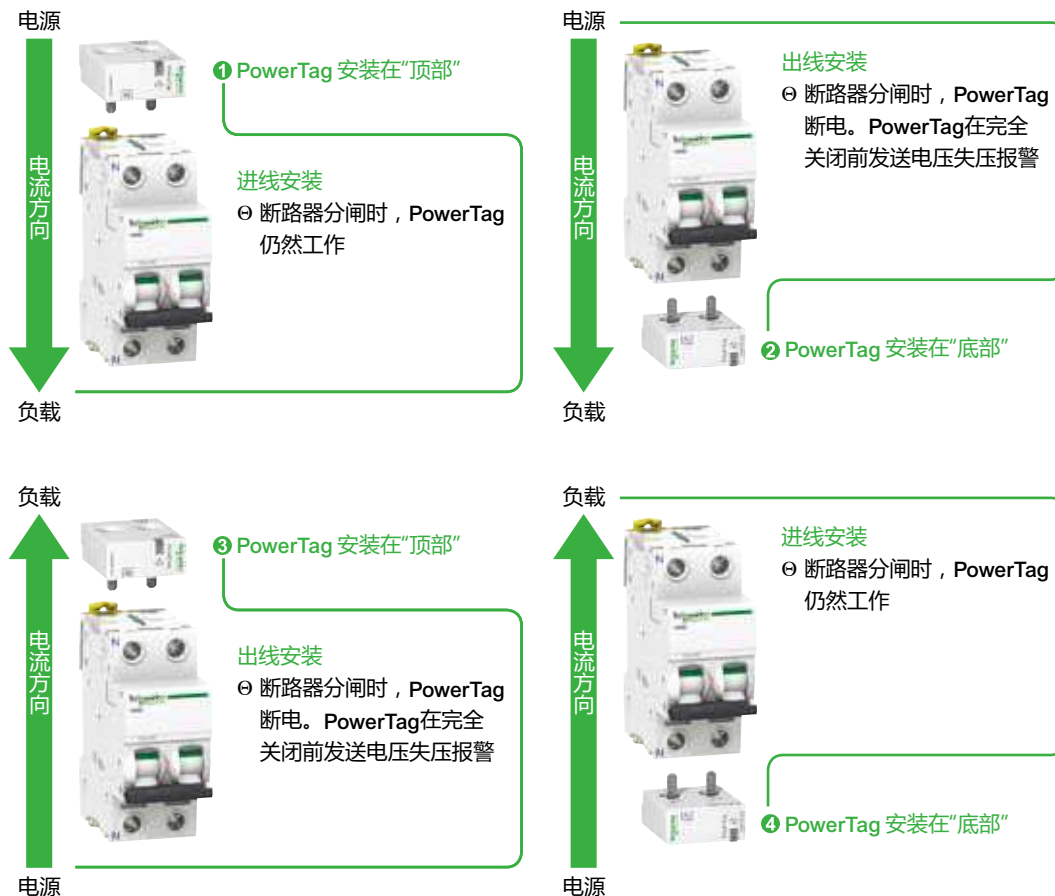 电源
电流方向
负载
❶ PowerTag 安装在“顶部”
进线安装
Θ 断路器分闸时，PowerTag
仍然工作
电源
电流方向
负载
出线安装
Θ 断路器分闸时，PowerTag
断电。PowerTag在完全
关闭前发送电压失压报警
❷ PowerTag 安装在“底部”
负载
电流方向
电源
❸ PowerTag 安装在“顶部”
出线安装
Θ 断路器分闸时，PowerTag
断电。PowerTag在完全
关闭前发送电压失压报警
负载
电流方向
电源
进线安装
Θ 断路器分闸时，PowerTag
仍然工作
❹ PowerTag 安装在“底部”